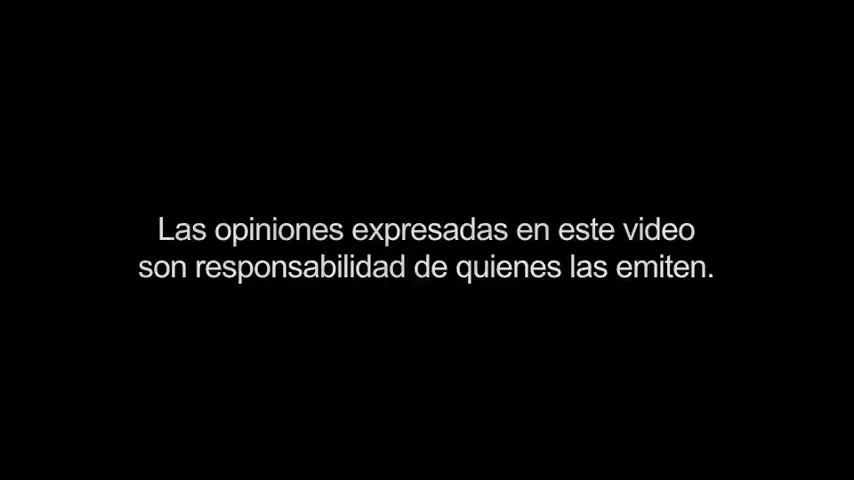 Las opiniones expresadas en este video
son responsabilidad de quienes las emiten.